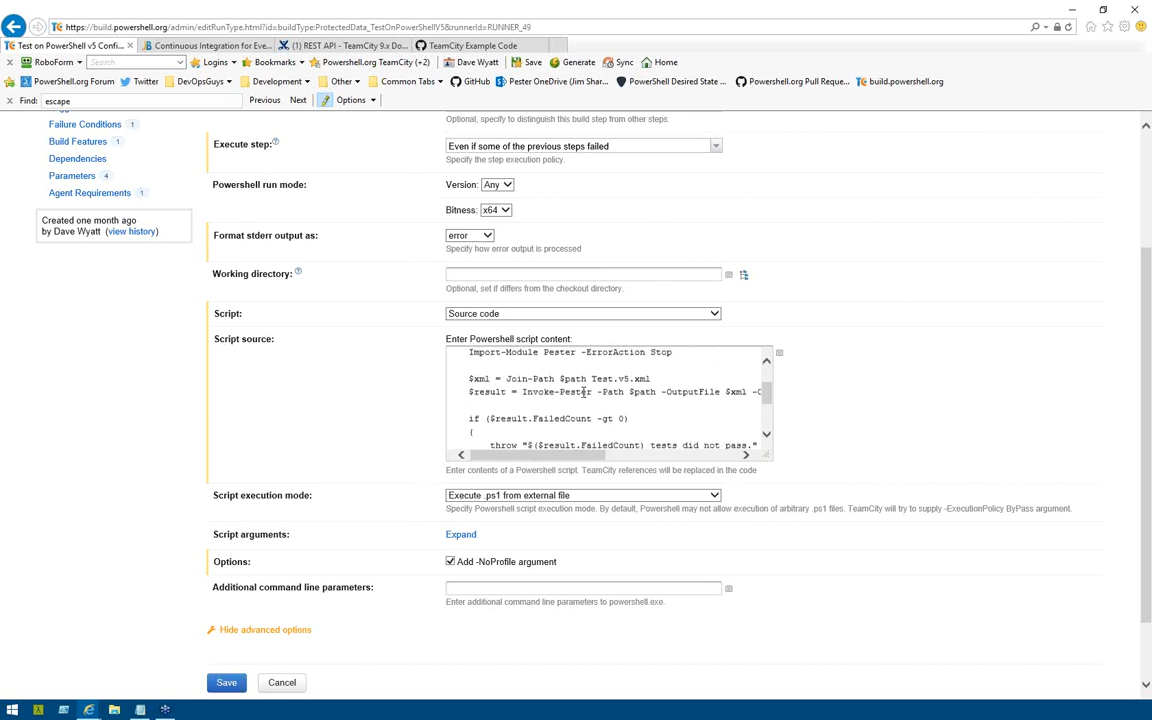 https://build.powershell.org/admin/editRunType.html?id=buildType:ProtectedData_TestOnPowerShellV5&runnerId=RUNNER_49
Test on PowerShell v5 Confi...
Continuous Integration for Eve...
(1) REST API - TeamCity 9.x Do...
TeamCity Example Code
RoboForm
Search
Logins
Bookmarks
Powershell.org TeamCity (+2)
Dave Wyatt
Save
Generate
Sync
Home
PowerShell.org Forum
Twitter
DevOpsGuys
Development
Other
Common Tabs
GitHub
Pester OneDrive (Jim Shar...
PowerShell Desired State ...
PowerShell.org Pull Reque...
build.powershell.org
Find: escape
Previous
Next
Options
Failure Conditions 1
Build Features 1
Dependencies
Parameters 4
Agent Requirements 1
Created one month ago
by Dave Wyatt (view history)
Optional, specify to distinguish this build step from other steps.
Execute step:
Even if some of the previous steps failed
Specify the step execution policy.
Powershell run mode:
Version: Any
Bitness: x64
Format stderr output as:
error
Specify how error output is processed
Working directory:
Optional, set if differs from the checkout directory.
Script:
Source code
Script source:
Enter Powershell script content:
Import-Module Pester -ErrorAction Stop
$xml = Join-Path $path Test.v5.xml
$result = Invoke-Pester -Path $path -OutputFile $xml -O
if ($result.FailedCount -gt 0)
{
throw "$($result.FailedCount) tests did not pass."
Enter contents of a Powershell script. TeamCity references will be replaced in the code
Script execution mode:
Execute .ps1 from external file
Specify Powershell script execution mode. By default, Powershell may not allow execution of arbitrary .ps1 files. TeamCity will try to supply -ExecutionPolicy ByPass argument.
Script arguments:
Expand
Options:
Add -NoProfile argument
Additional command line parameters:
Enter additional command line parameters to powershell.exe.
Hide advanced options
Save
Cancel